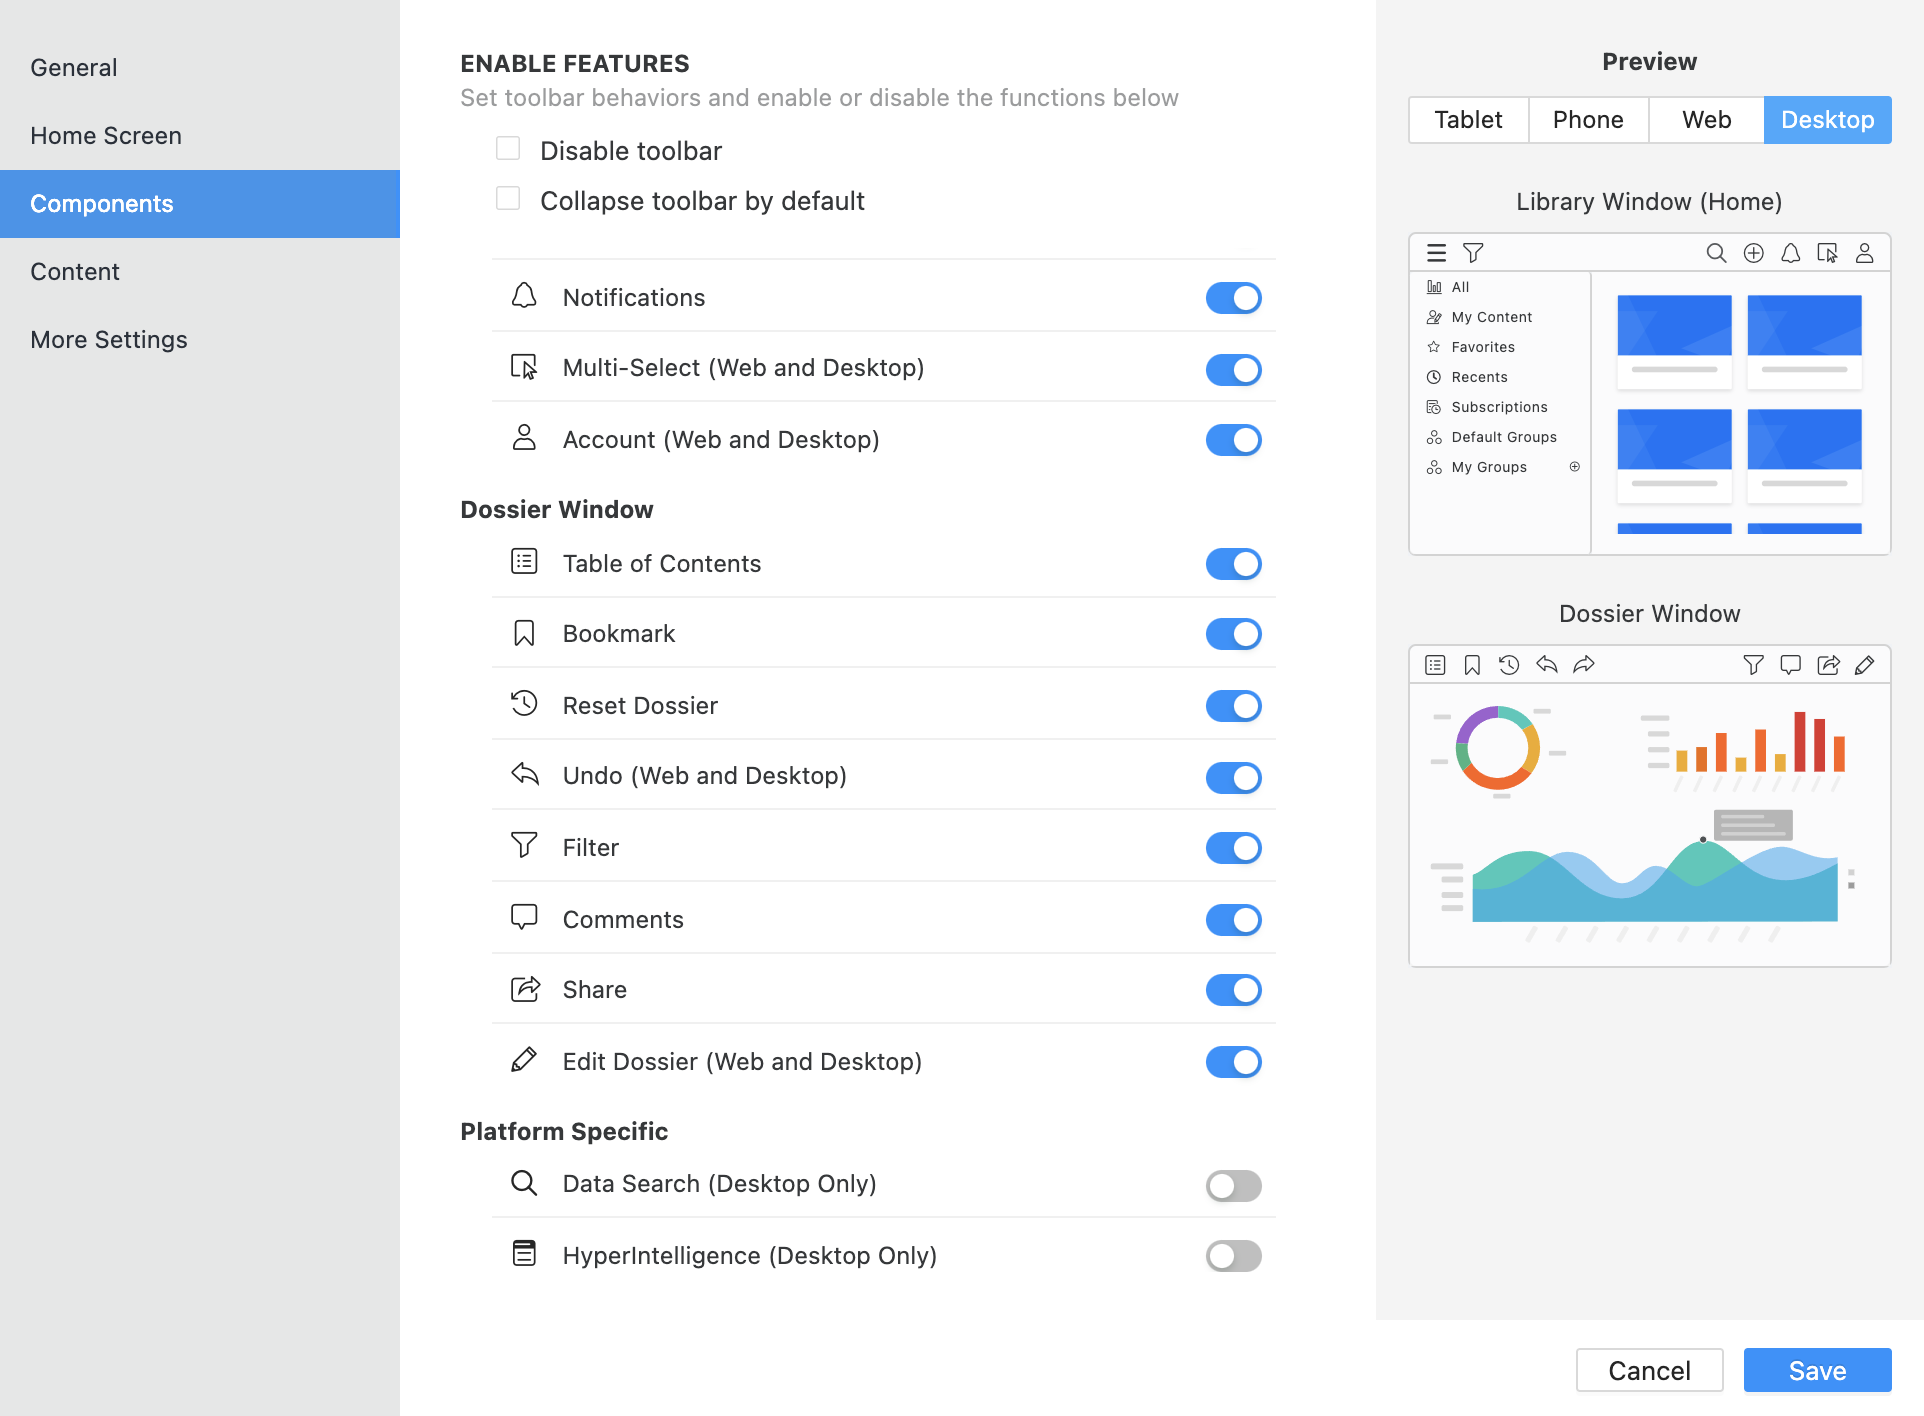 General
Home Screen
Components
Content
More Settings
ENABLE FEATURES
Set toolbar behaviors and enable or disable the functions below
Disable toolbar
Collapse toolbar by default
Notifications
Multi-Select (Web and Desktop)
Account (Web and Desktop)
Dossier Window
Table of Contents
Bookmark
Reset Dossier
Undo (Web and Desktop)
Filter
Comments
Share
Edit Dossier (Web and Desktop)
Platform Specific
Data Search (Desktop Only)
HyperIntelligence (Desktop Only)
Preview
Tablet Phone Web Desktop
Library Window (Home)
All
My Content
Favorites
Recents
Subscriptions
Default Groups
My Groups
Dossier Window
Cancel Save